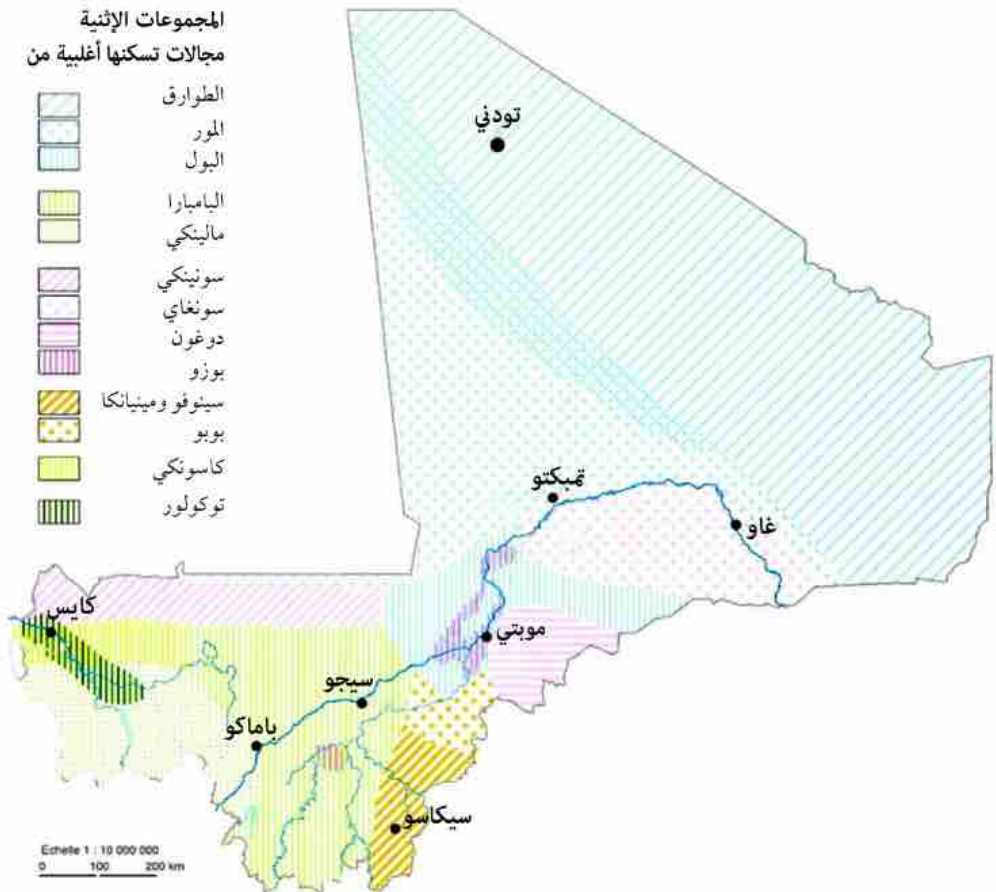 المجموعات الإثنية
مجالات تسكنها أغلبية من
الطوارق
المور
البول
البامبارا
مالينكي
سونينكي
سونغاي
دوغون
بوزو
سينوفو ومينيانكا
بوبو
كاسونكي
توكولور
تودني
تمبكتو
غاو
كايس
موبتي
سيجو
باماكو
سيكاسو
Echelle 1 : 10 000 000
0 100 200 km